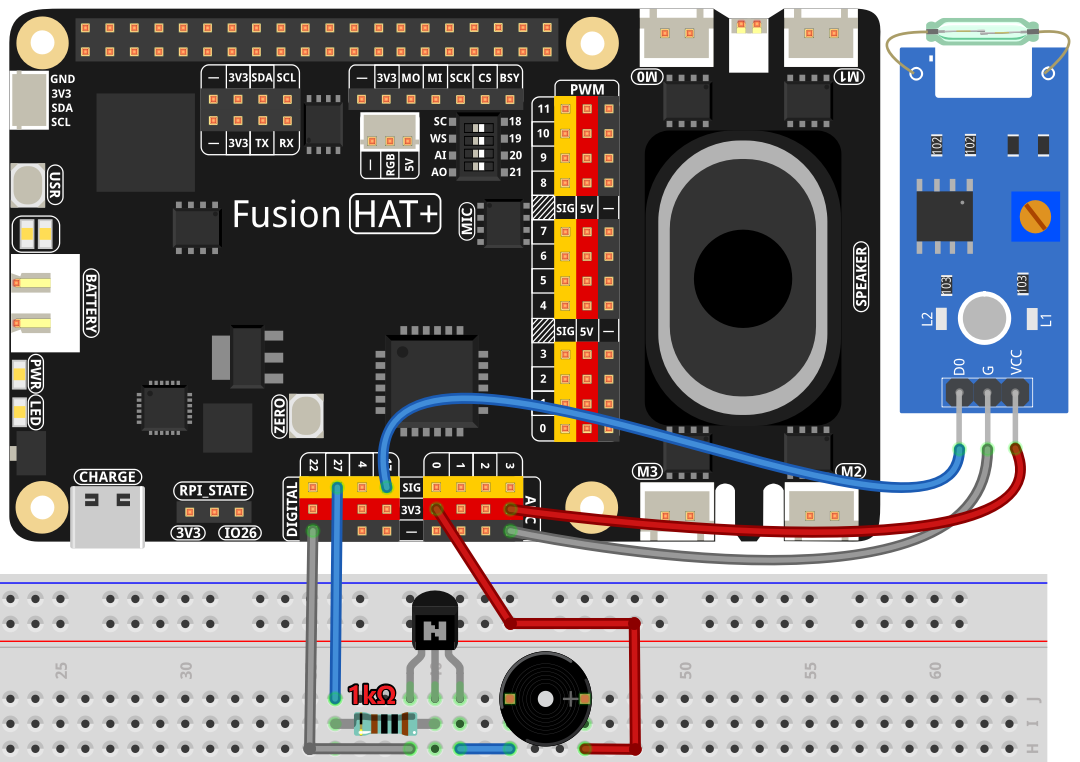 GND
3V3
SDA
SCL
— 3V3 SDA SCL
— 3V3 TX RX
— 3V3 MO MI SCK CS BSY
— RGB 5V
SC 18
WS 19
AI 20
AO 21
PWM
11
10
9
8
SIG 5V —
7
6
5
4
SIG 5V —
3
2
1
0
M0
M1
USR
Fusion HAT+
MIC
SPEAKER
BATTERY
PWR
LED
ZERO
CHARGE
RPI_STATE
3V3 IO26
DIGITAL
22 27 4
0 1 2 3
SIG
3V3
—
M3
M2
102
102
103
103
L2
L1
D0
G
VCC
1kΩ
N
25
30
50
55
60
J
I
H